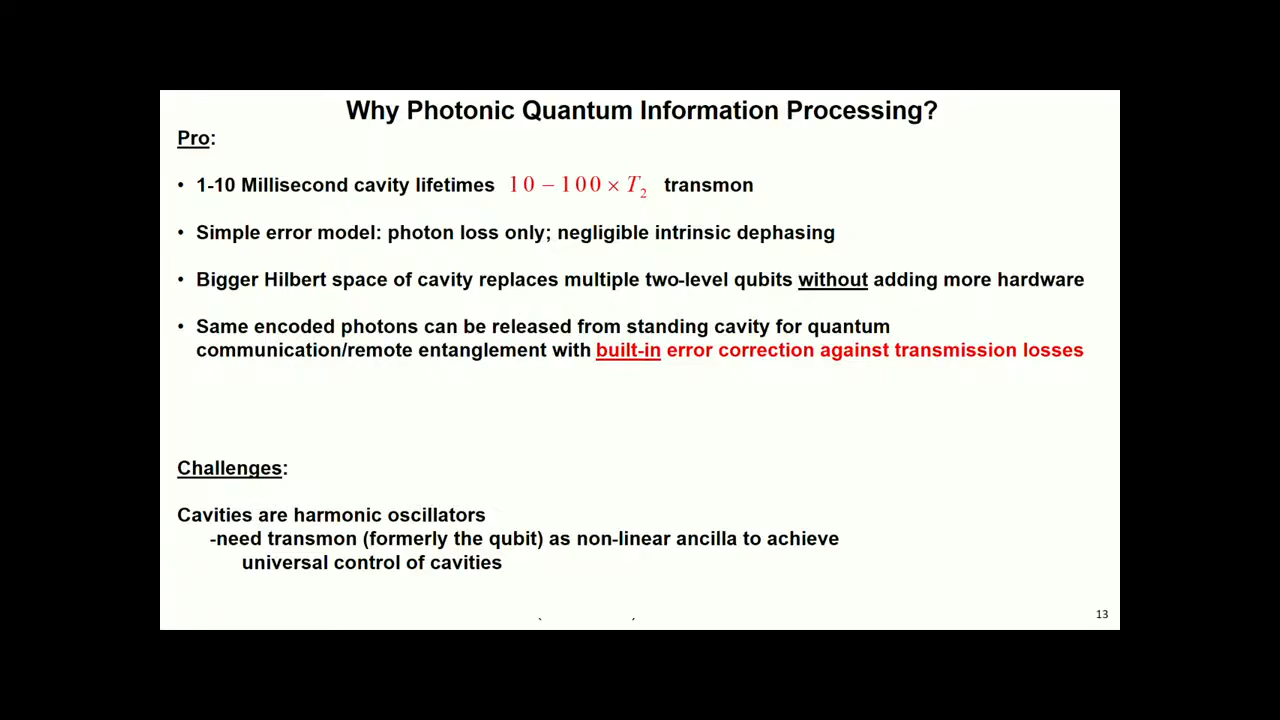 Why Photonic Quantum Information Processing?
Pro:
• 1-10 Millisecond cavity lifetimes 10 − 100 × T₂ transmon
• Simple error model: photon loss only; negligible intrinsic dephasing
• Bigger Hilbert space of cavity replaces multiple two-level qubits without adding more hardware
• Same encoded photons can be released from standing cavity for quantum
communication/remote entanglement with built-in error correction against transmission losses
Challenges:
Cavities are harmonic oscillators
-need transmon (formerly the qubit) as non-linear ancilla to achieve
universal control of cavities
13